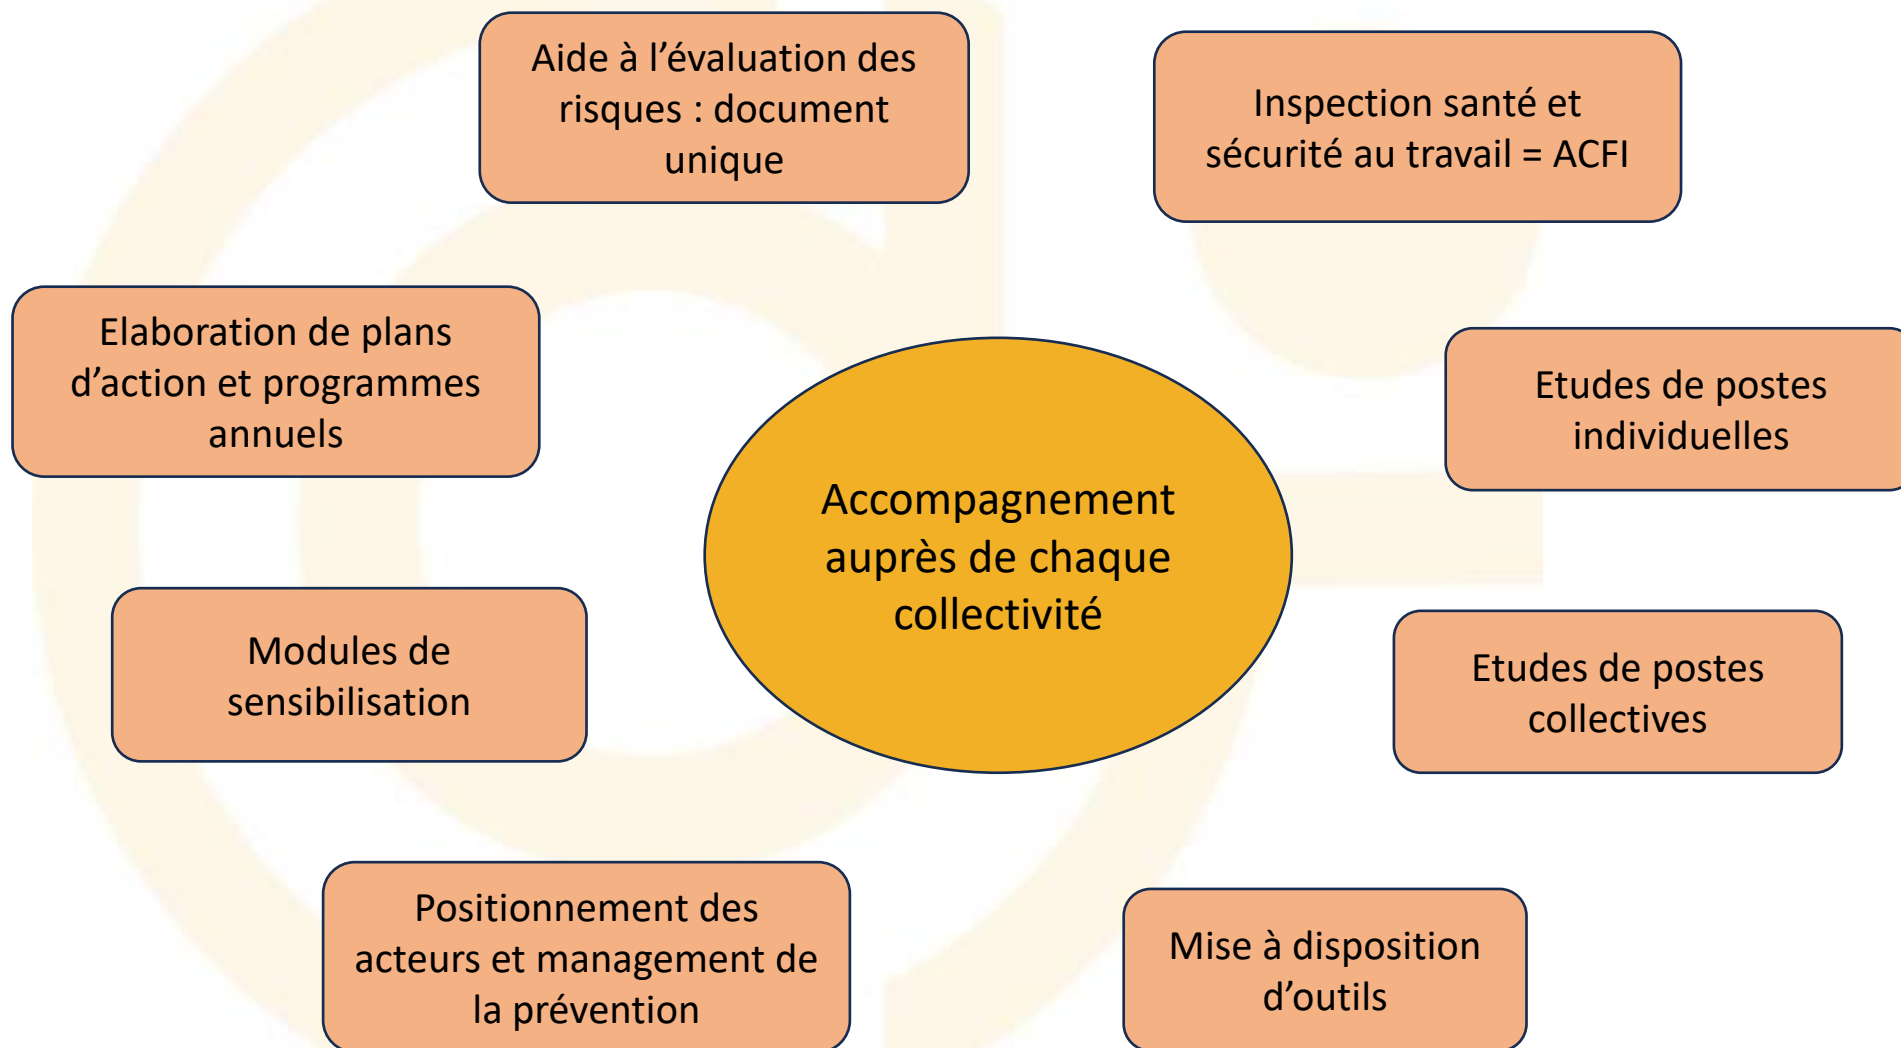 Aide à l’évaluation des
risques : document
unique
Inspection santé et
sécurité au travail = ACFI
Elaboration de plans
d’action et programmes
annuels
Etudes de postes
individuelles
Accompagnement
auprès de chaque
collectivité
Modules de
sensibilisation
Etudes de postes
collectives
Positionnement des
acteurs et management de
la prévention
Mise à disposition
d’outils